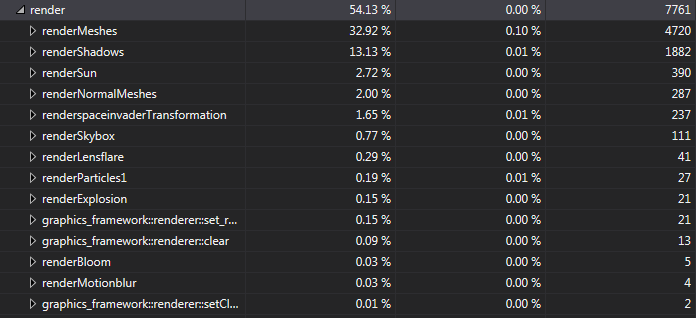 render 54.13 % 0.00 % 7761
renderMeshes 32.92 % 0.10 % 4720
renderShadows 13.13 % 0.01 % 1882
renderSun 2.72 % 0.00 % 390
renderNormalMeshes 2.00 % 0.00 % 287
renderspaceinvaderTransformation 1.65 % 0.01 % 237
renderSkybox 0.77 % 0.00 % 111
renderLensflare 0.29 % 0.00 % 41
renderParticles1 0.19 % 0.01 % 27
renderExplosion 0.15 % 0.00 % 21
graphics_framework::renderer::set_r... 0.15 % 0.00 % 21
graphics_framework::renderer::clear 0.09 % 0.00 % 13
renderBloom 0.03 % 0.00 % 5
renderMotionblur 0.03 % 0.00 % 4
graphics_framework::renderer::setCl... 0.01 % 0.00 % 2